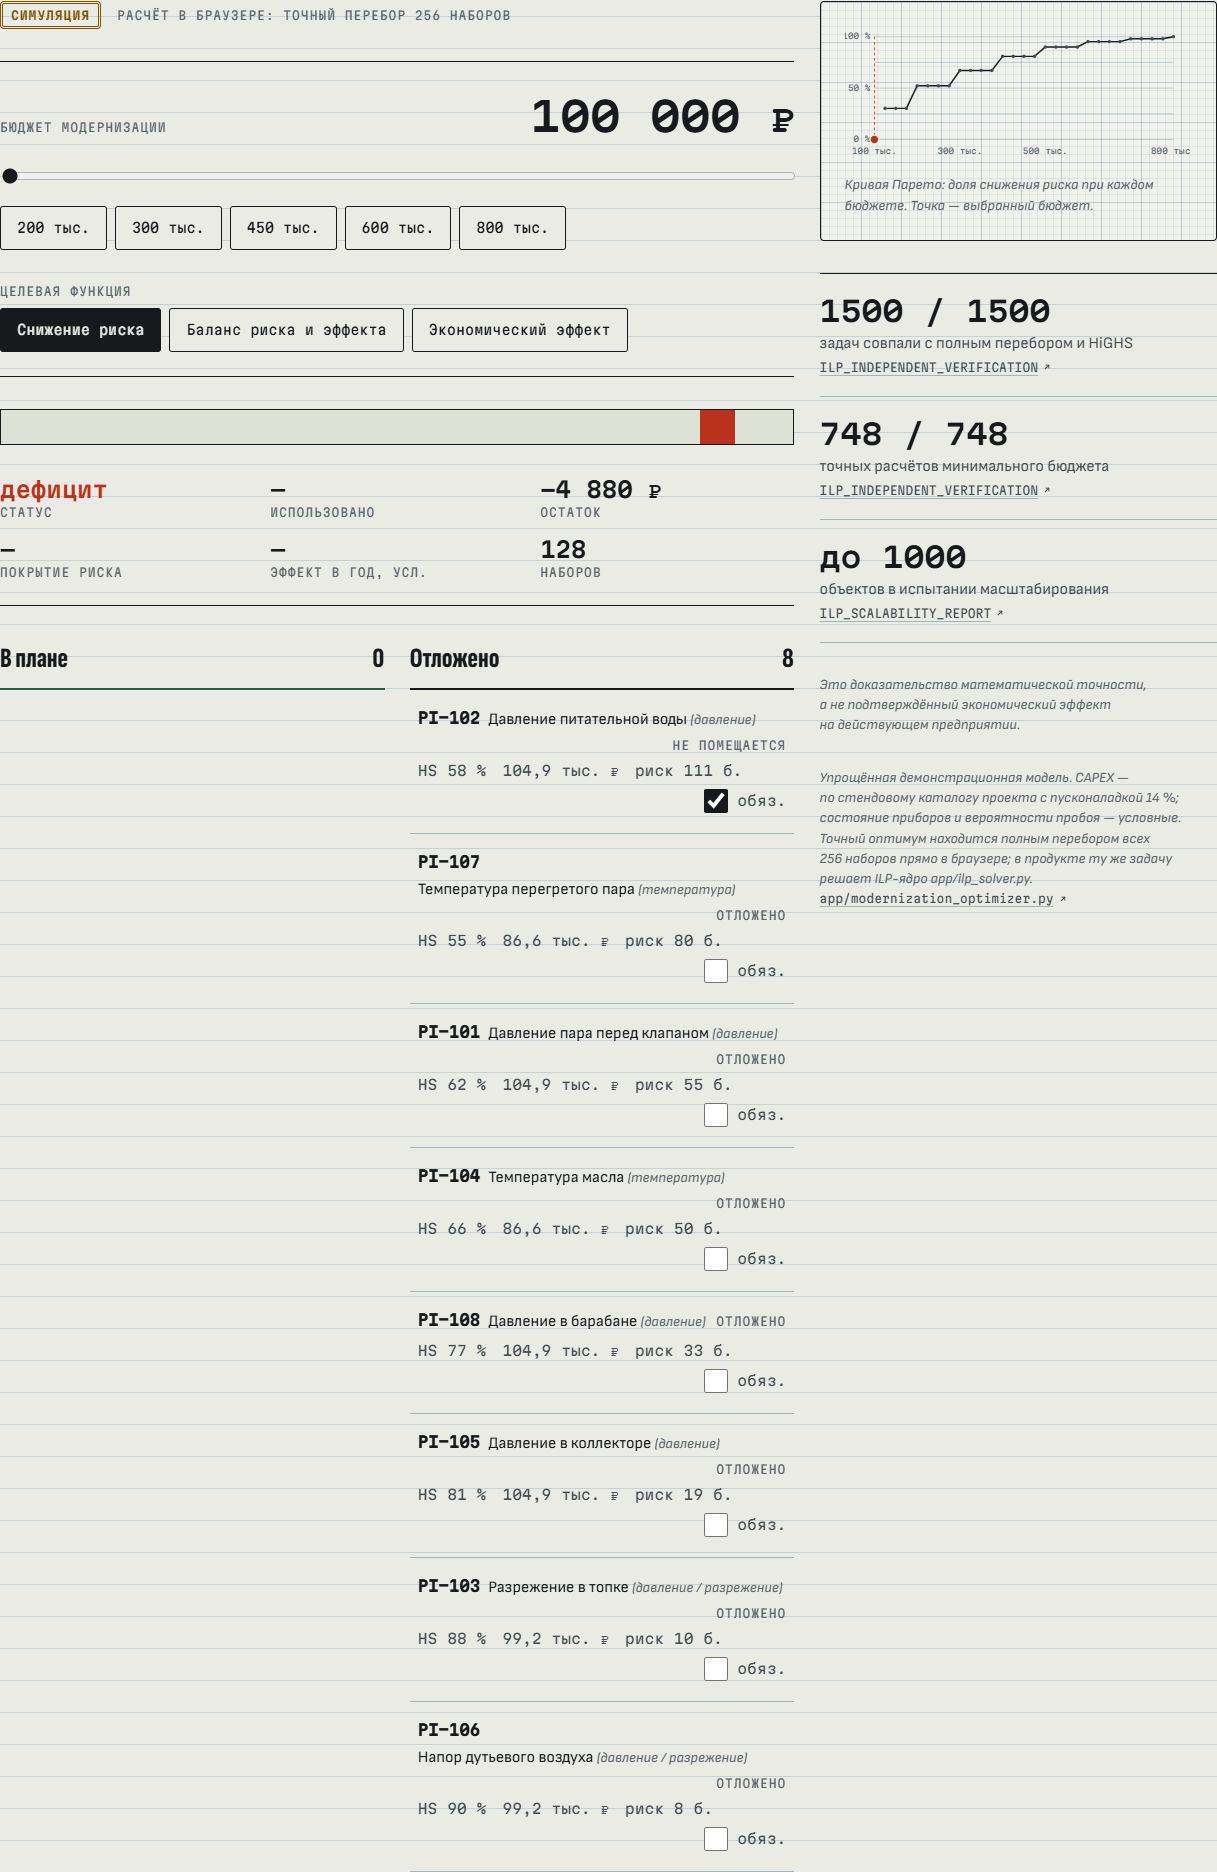 СИМУЛЯЦИЯ РАСЧЁТ В БРАУЗЕРЕ: ТОЧНЫЙ ПЕРЕБОР 256 НАБОРОВ
БЮДЖЕТ МОДЕРНИЗАЦИИ 100 000 ₽
200 тыс. 300 тыс. 450 тыс. 600 тыс. 800 тыс.
ЦЕЛЕВАЯ ФУНКЦИЯ
Снижение риска Баланс риска и эффекта Экономический эффект
дефицит — −4 880 ₽
СТАТУС ИСПОЛЬЗОВАНО ОСТАТОК
— — 128
ПОКРЫТИЕ РИСКА ЭФФЕКТ В ГОД, УСЛ. НАБОРОВ
В плане 0
Отложено 8
PI-102 Давление питательной воды (давление)
НЕ ПОМЕЩАЕТСЯ
HS 58 % 104,9 тыс. ₽ риск 111 б.
обяз.
PI-107
Температура перегретого пара (температура)
ОТЛОЖЕНО
HS 55 % 86,6 тыс. ₽ риск 80 б.
обяз.
PI-101 Давление пара перед клапаном (давление)
ОТЛОЖЕНО
HS 62 % 104,9 тыс. ₽ риск 55 б.
обяз.
PI-104 Температура масла (температура)
ОТЛОЖЕНО
HS 66 % 86,6 тыс. ₽ риск 50 б.
обяз.
PI-108 Давление в барабане (давление) ОТЛОЖЕНО
HS 77 % 104,9 тыс. ₽ риск 33 б.
обяз.
PI-105 Давление в коллекторе (давление)
ОТЛОЖЕНО
HS 81 % 104,9 тыс. ₽ риск 19 б.
обяз.
PI-103 Разрежение в топке (давление / разрежение)
ОТЛОЖЕНО
HS 88 % 99,2 тыс. ₽ риск 10 б.
обяз.
PI-106
Напор дутьевого воздуха (давление / разрежение)
ОТЛОЖЕНО
HS 90 % 99,2 тыс. ₽ риск 8 б.
обяз.
100 %
50 %
0 %
100 тыс. 300 тыс. 500 тыс. 800 тыс
Кривая Парето: доля снижения риска при каждом
бюджете. Точка — выбранный бюджет.
1500 / 1500
задач совпали с полным перебором и HiGHS
ILP_INDEPENDENT_VERIFICATION ↗
748 / 748
точных расчётов минимального бюджета
ILP_INDEPENDENT_VERIFICATION ↗
до 1000
объектов в испытании масштабирования
ILP_SCALABILITY_REPORT ↗
Это доказательство математической точности,
а не подтверждённый экономический эффект
на действующем предприятии.
Упрощённая демонстрационная модель. CAPEX —
по стендовому каталогу проекта с пусконаладкой 14 %;
состояние приборов и вероятности пробоя — условные.
Точный оптимум находится полным перебором всех
256 наборов прямо в браузере; в продукте ту же задачу
решает ILP-ядро app/ilp_solver.py.
app/modernization_optimizer.py ↗